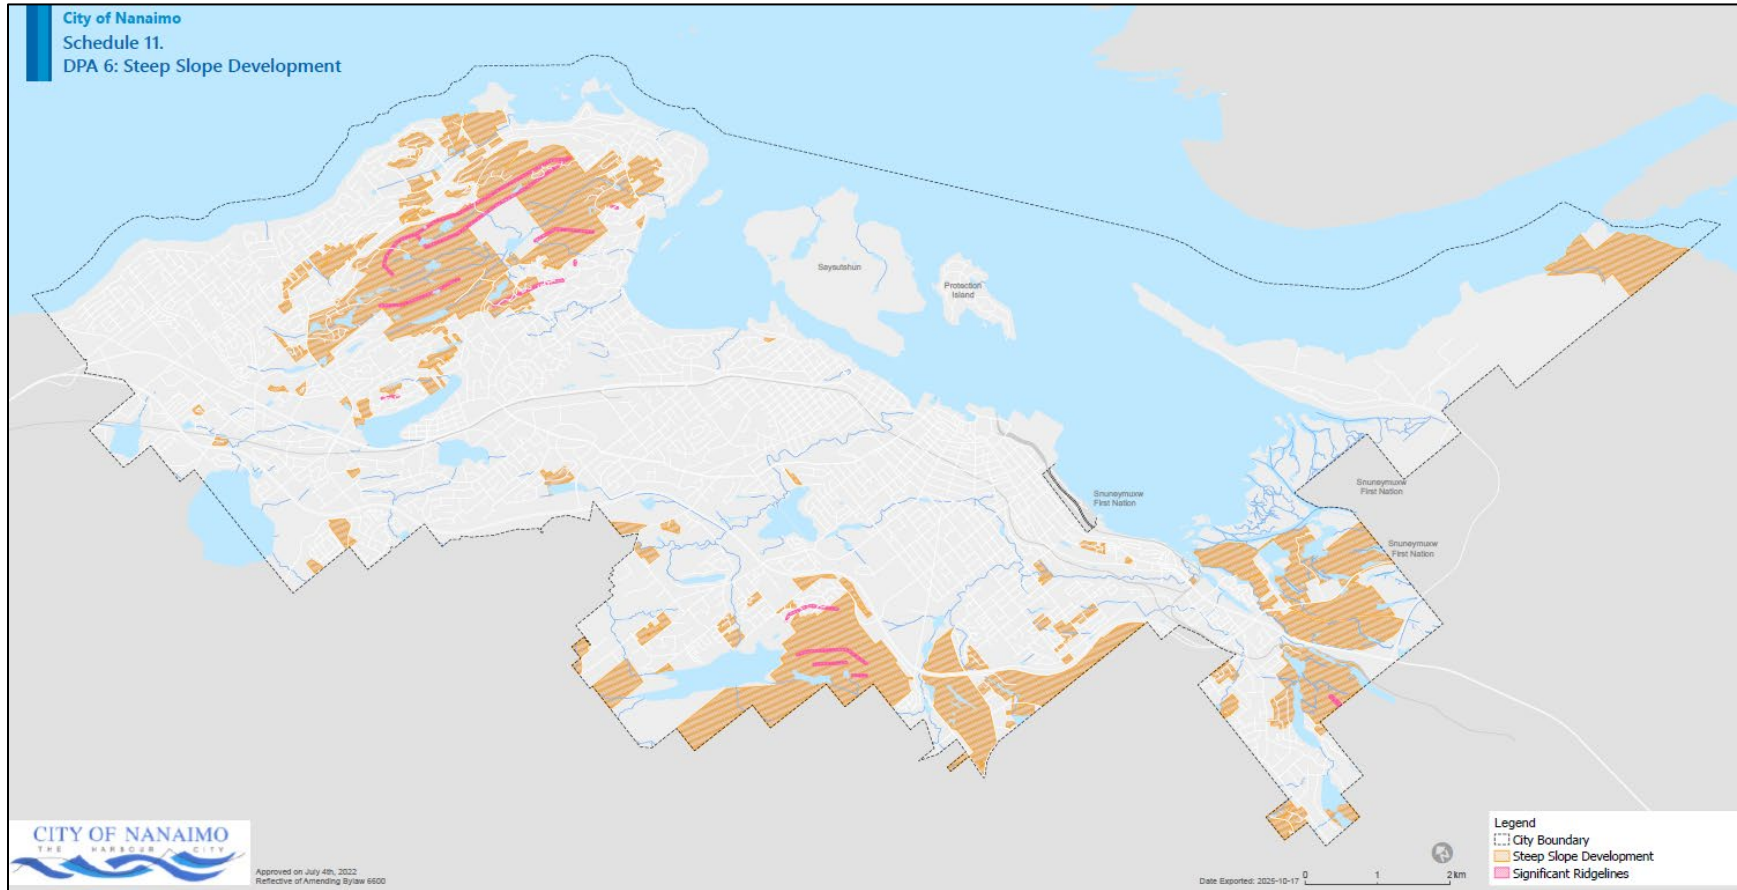 City of Nanaimo
Schedule 11.
DPA 6: Steep Slope Development
Saysutshun
Protection
Island
Snuneymuxw
First Nation
Snuneymuxw
First Nation
Snuneymuxw
First Nation
CITY OF NANAIMO
THE HARBOUR CITY
Approved on July 4th, 2022
Reflective of Amending Bylaw 6600
Date Exported: 2025-10-17
0 1 2 km
Legend
City Boundary
Steep Slope Development
Significant Ridgelines